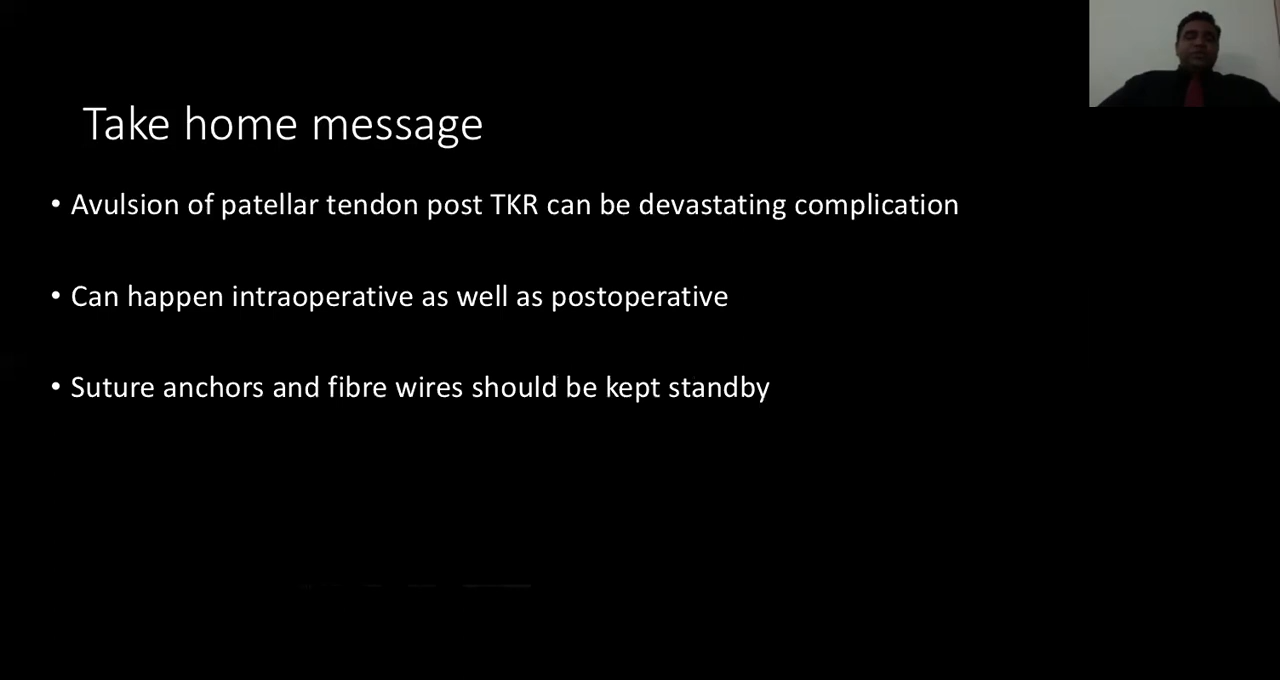 Take home message
• Avulsion of patellar tendon post TKR can be devastating complication
• Can happen intraoperative as well as postoperative
• Suture anchors and fibre wires should be kept standby